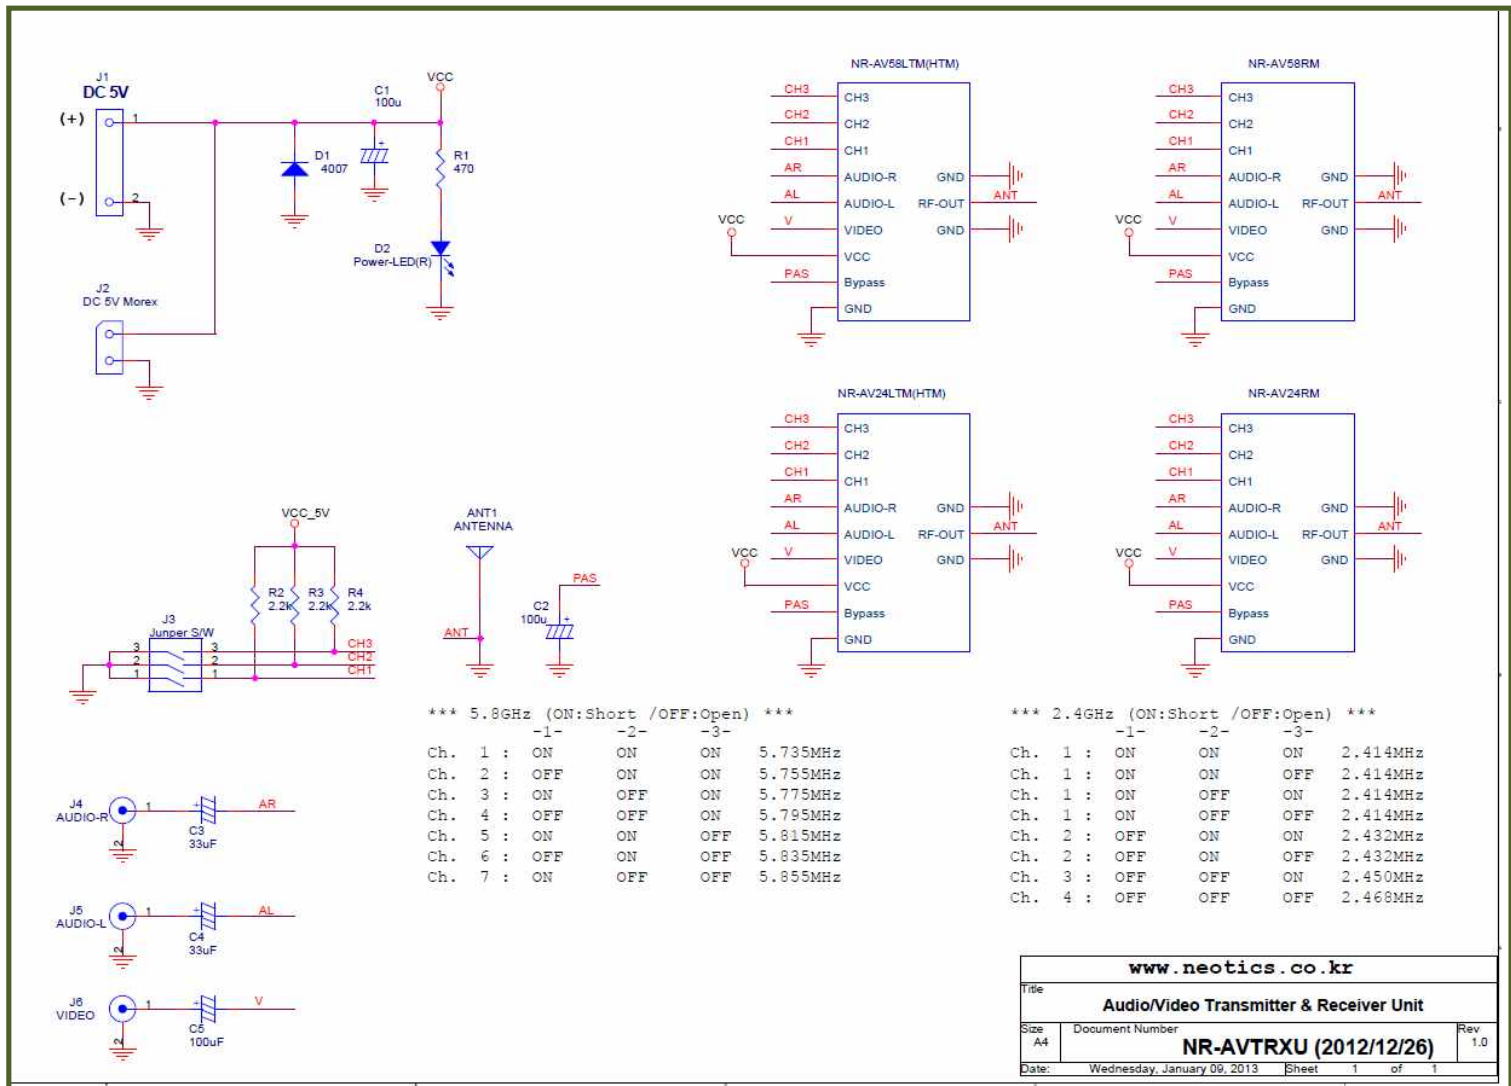 J1
DC 5V
(+)
1
(-)
2
C1
100u
+
VCC
D1
4007
R1
470
D2
Power-LED(R)
J2
DC 5V Morex
NR-AV58LTM(HTM)
CH3 CH3
CH2 CH2
CH1 CH1
AR AUDIO-R GND
AL AUDIO-L RF-OUT ANT
V VIDEO GND
VCC VCC
PAS Bypass
GND
NR-AV58RM
CH3 CH3
CH2 CH2
CH1 CH1
AR AUDIO-R GND
AL AUDIO-L RF-OUT ANT
V VIDEO GND
VCC VCC
PAS Bypass
GND
NR-AV24LTM(HTM)
CH3 CH3
CH2 CH2
CH1 CH1
AR AUDIO-R GND
AL AUDIO-L RF-OUT ANT
V VIDEO GND
VCC VCC
PAS Bypass
GND
NR-AV24RM
CH3 CH3
CH2 CH2
CH1 CH1
AR AUDIO-R GND
AL AUDIO-L RF-OUT ANT
V VIDEO GND
VCC VCC
PAS Bypass
GND
VCC_5V
R2 R3 R4
2.2k 2.2k 2.2k
J3
Junper S/W
3 3 CH3
2 2 CH2
1 1 CH1
ANT1
ANTENNA
ANT
PAS
C2
100u
+
*** 5.8GHz (ON:Short /OFF:Open) ***
-1- -2- -3-
Ch. 1 : ON ON ON 5.735MHz
Ch. 2 : OFF ON ON 5.755MHz
Ch. 3 : ON OFF ON 5.775MHz
Ch. 4 : OFF OFF ON 5.795MHz
Ch. 5 : ON ON OFF 5.815MHz
Ch. 6 : OFF ON OFF 5.835MHz
Ch. 7 : ON OFF OFF 5.855MHz
*** 2.4GHz (ON:Short /OFF:Open) ***
-1- -2- -3-
Ch. 1 : ON ON ON 2.414MHz
Ch. 1 : ON ON OFF 2.414MHz
Ch. 1 : ON OFF ON 2.414MHz
Ch. 1 : ON OFF OFF 2.414MHz
Ch. 2 : OFF ON ON 2.432MHz
Ch. 2 : OFF ON OFF 2.432MHz
Ch. 3 : OFF OFF ON 2.450MHz
Ch. 4 : OFF OFF OFF 2.468MHz
J4
AUDIO-R
1
2
+
C3
33uF
AR
J5
AUDIO-L
1
2
+
C4
33uF
AL
J6
VIDEO
1
2
+
C5
100uF
V
www.neotics.co.kr
Title
Audio/Video Transmitter & Receiver Unit
Size Document Number Rev
A4 NR-AVTRXU (2012/12/26) 1.0
Date: Wednesday, January 09, 2013 Sheet 1 of 1